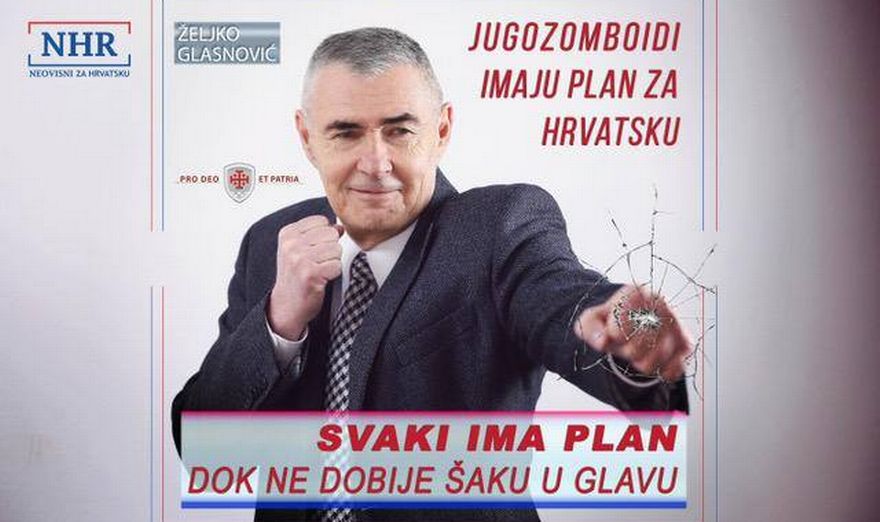 NHR
NEOVISNI ZA HRVATSKU
ŽELJKO
GLASNOVIĆ
JUGOZOMBOIDI
IMAJU PLAN ZA
HRVATSKU
PRO DEO ET PATRIA
SVAKI IMA PLAN
DOK NE DOBIJE ŠAKU U GLAVU